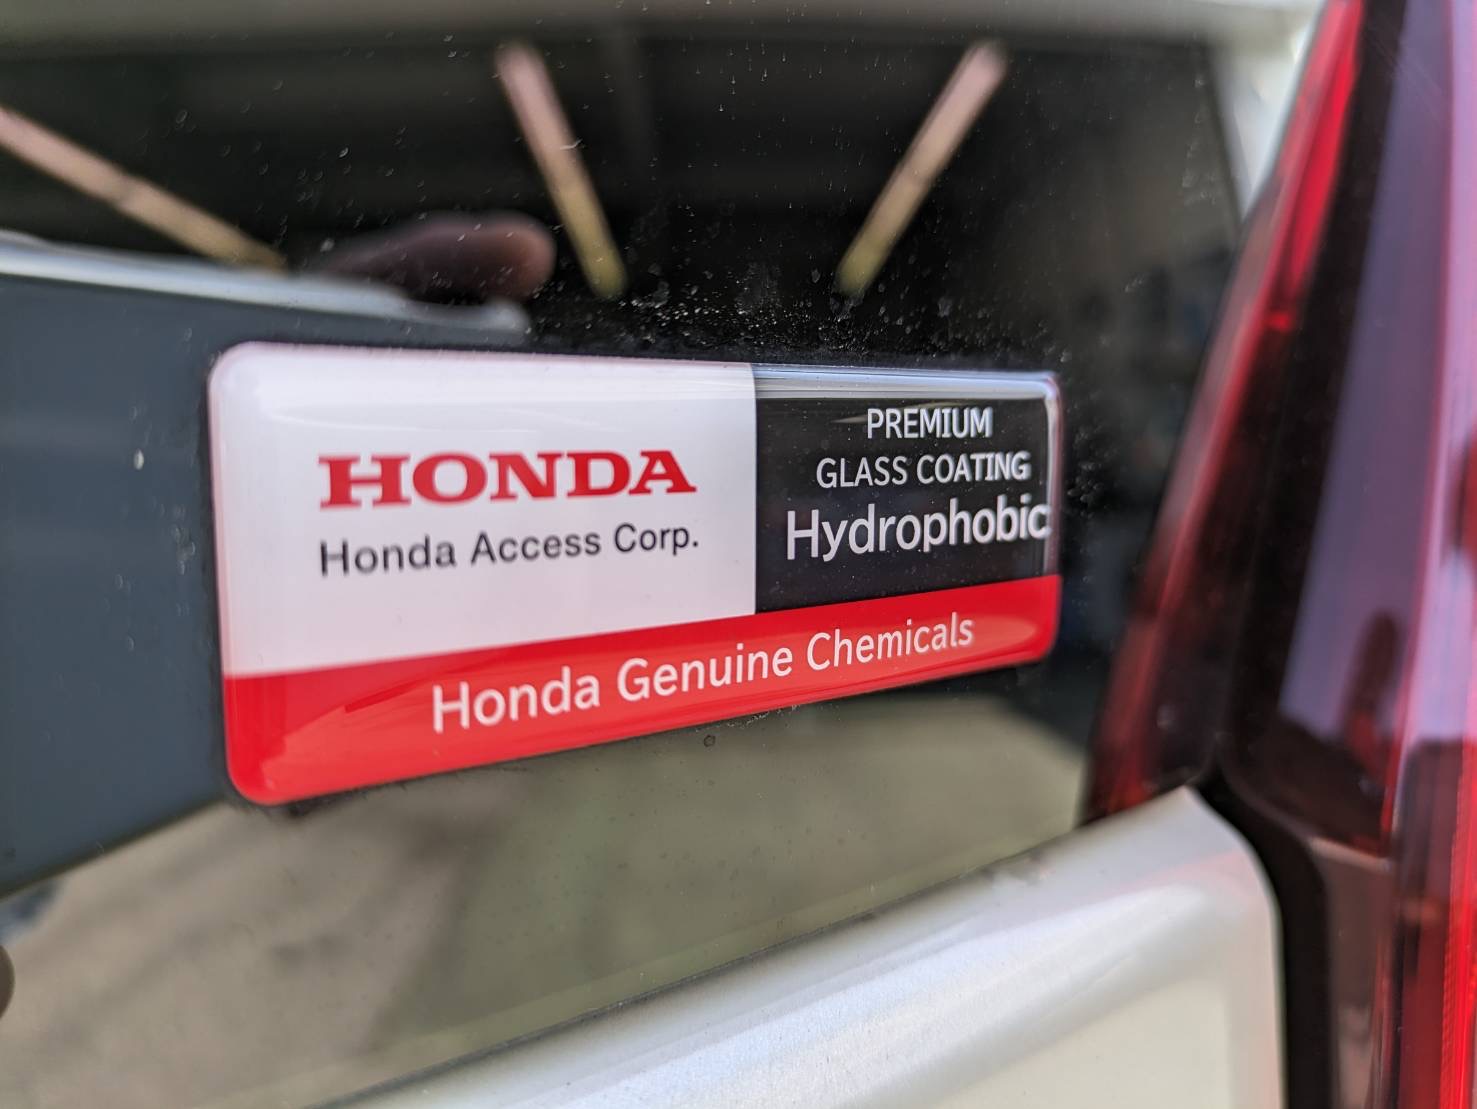 HONDA
Honda Access Corp.
PREMIUM
GLASS COATING
Hydrophobic
Honda Genuine Chemicals